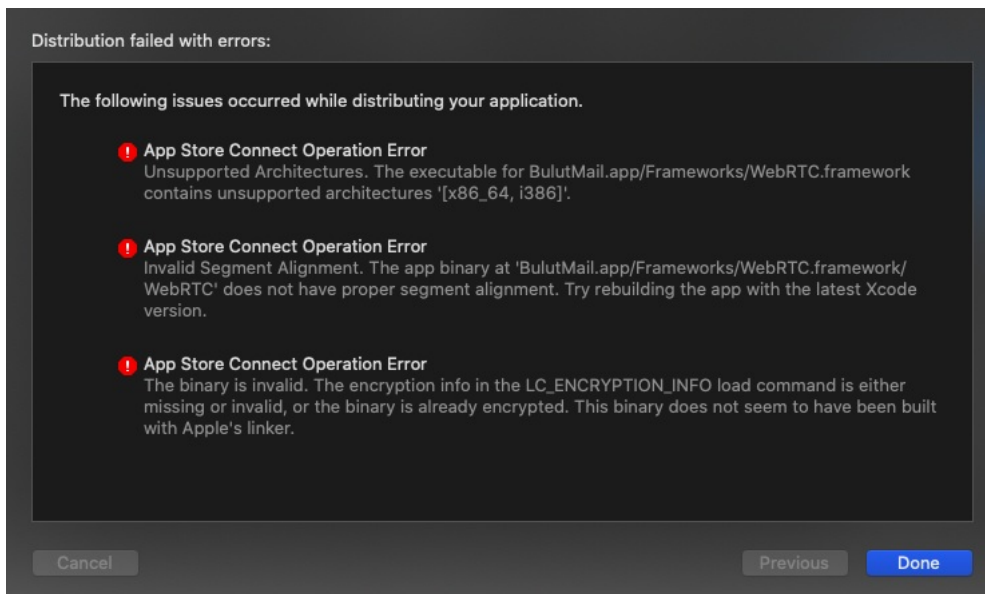 Distribution failed with errors:
The following issues occurred while distributing your application.
App Store Connect Operation Error
Unsupported Architectures. The executable for BulutMail.app/Frameworks/WebRTC.framework
contains unsupported architectures '[x86_64, i386]'.
App Store Connect Operation Error
Invalid Segment Alignment. The app binary at 'BulutMail.app/Frameworks/WebRTC.framework/
WebRTC' does not have proper segment alignment. Try rebuilding the app with the latest Xcode
version.
App Store Connect Operation Error
The binary is invalid. The encryption info in the LC_ENCRYPTION_INFO load command is either
missing or invalid, or the binary is already encrypted. This binary does not seem to have been built
with Apple's linker.
Cancel
Previous
Done